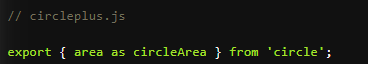 // circleplus.js
export { area as circleArea } from 'circle';